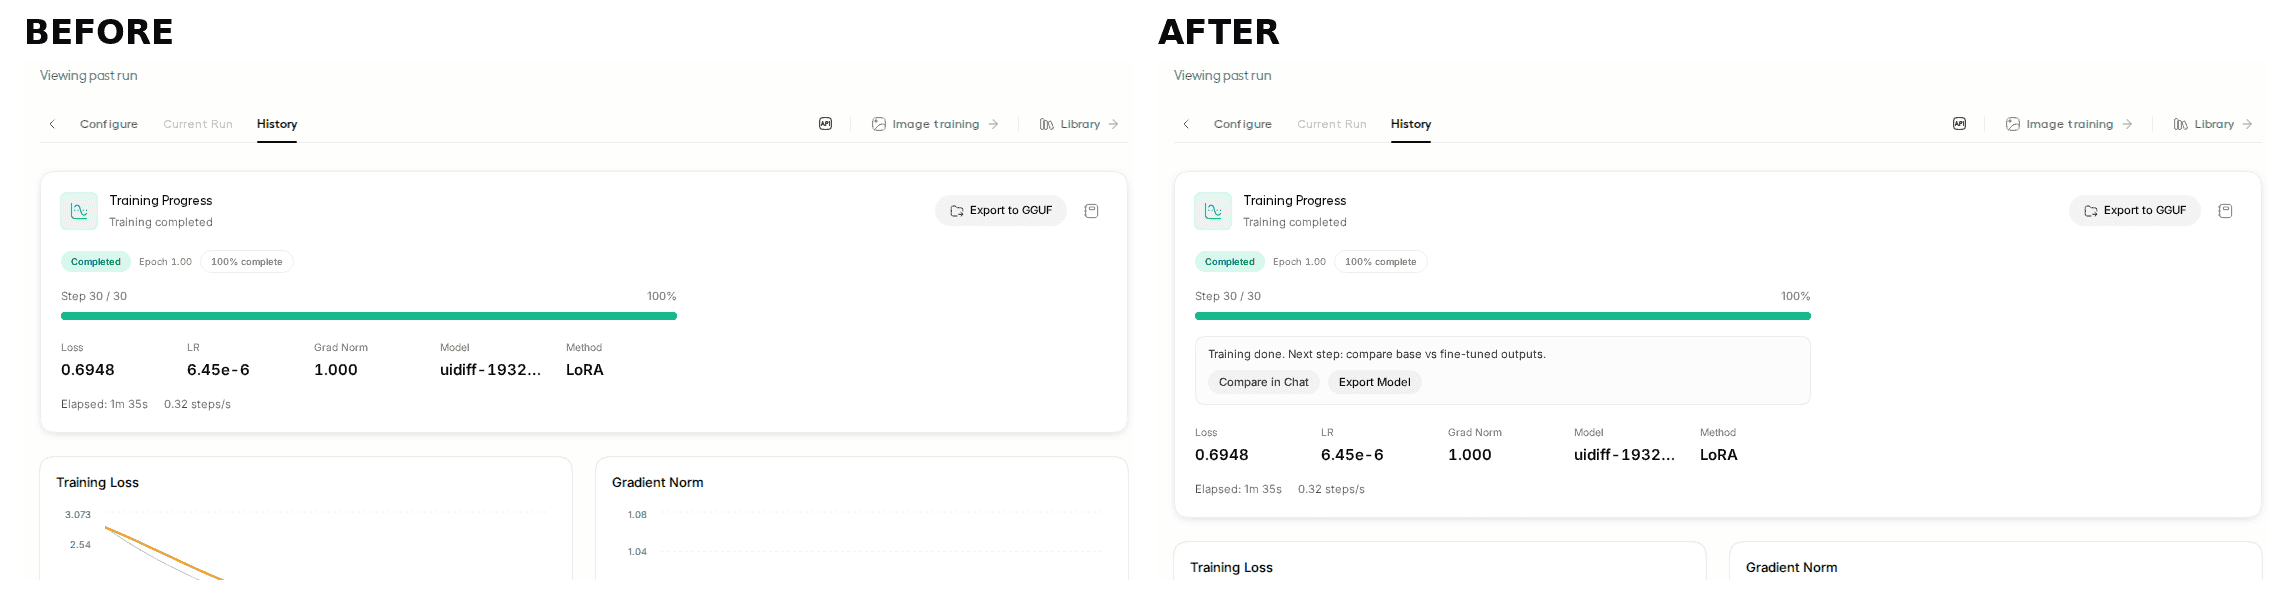 BEFORE
Viewing past run
Configure Current Run History API Image training Library
Training Progress
Training completed
Export to GGUF
Completed Epoch 1.00 100% complete
Step 30 / 30 100%
Loss LR Grad Norm Model Method
0.6948 6.45e-6 1.000 uidiff-1932... LoRA
Elapsed: 1m 35s 0.32 steps/s
Training Loss
3.073
2.54
Gradient Norm
1.08
1.04
AFTER
Viewing past run
Configure Current Run History API Image training Library
Training Progress
Training completed
Export to GGUF
Completed Epoch 1.00 100% complete
Step 30 / 30 100%
Training done. Next step: compare base vs fine-tuned outputs.
Compare in Chat Export Model
Loss LR Grad Norm Model Method
0.6948 6.45e-6 1.000 uidiff-1932... LoRA
Elapsed: 1m 35s 0.32 steps/s
Training Loss
Gradient Norm